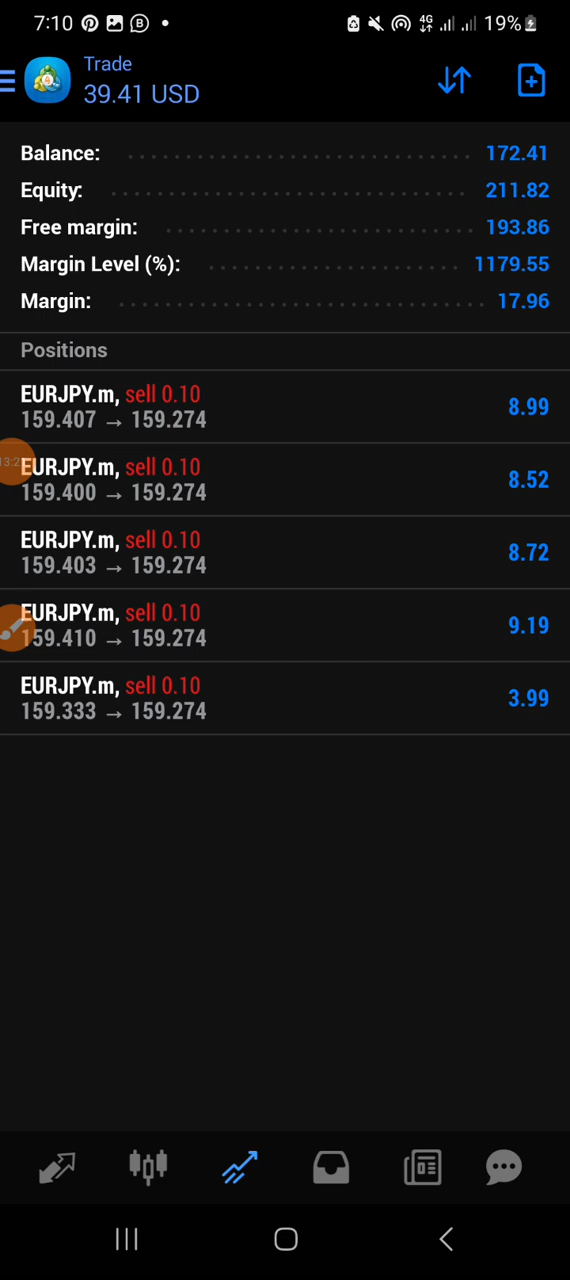 7:10 4G 19%
Trade
39.41 USD
Balance: 172.41
Equity: 211.82
Free margin: 193.86
Margin Level (%): 1179.55
Margin: 17.96
Positions
EURJPY.m, sell 0.10
159.407 → 159.274 8.99
EURJPY.m, sell 0.10
159.400 → 159.274 8.52
EURJPY.m, sell 0.10
159.403 → 159.274 8.72
EURJPY.m, sell 0.10
159.410 → 159.274 9.19
EURJPY.m, sell 0.10
159.333 → 159.274 3.99